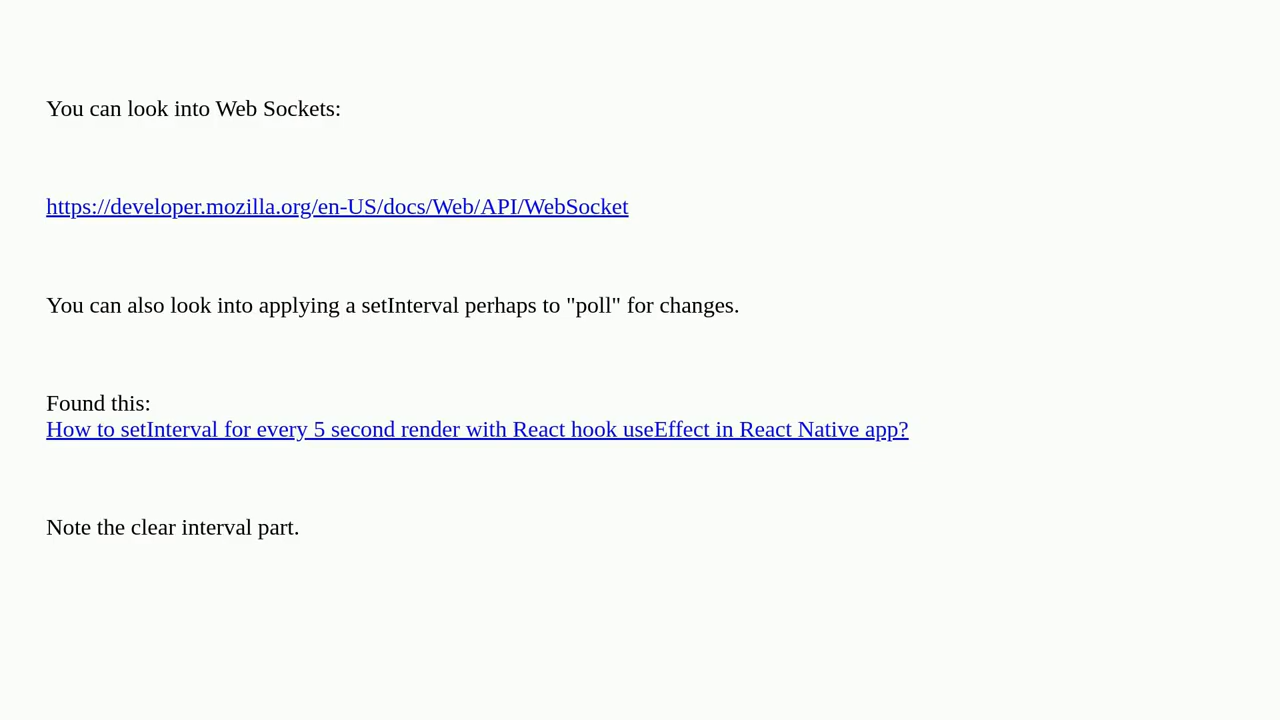 You can look into Web Sockets:
https://developer.mozilla.org/en-US/docs/Web/API/WebSocket
You can also look into applying a setInterval perhaps to "poll" for changes.
Found this:
How to setInterval for every 5 second render with React hook useEffect in React Native app?
Note the clear interval part.